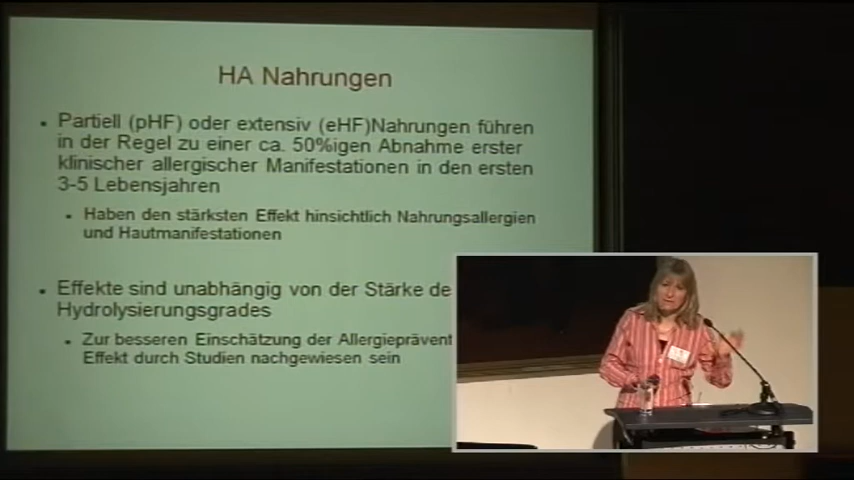 HA Nahrungen
• Partiell (pHF) oder extensiv (eHF)Nahrungen führen
in der Regel zu einer ca. 50%igen Abnahme erster
klinischer allergischer Manifestationen in den ersten
3-5 Lebensjahren
• Haben den stärksten Effekt hinsichtlich Nahrungsallergien
und Hautmanifestationen
• Effekte sind unabhängig von der Stärke de
Hydrolysierungsgrades
• Zur besseren Einschätzung der Allergieprävent
Effekt durch Studien nachgewiesen sein